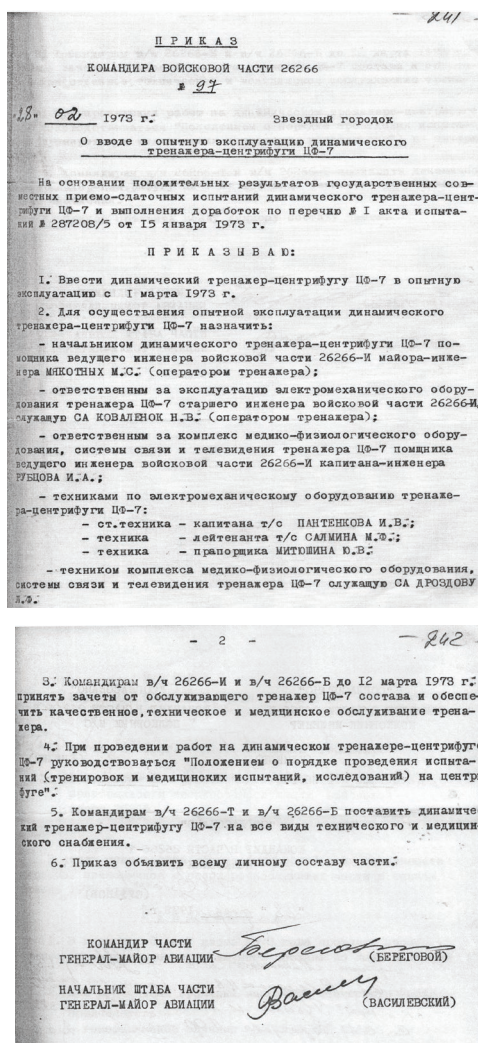 241
ПРИКАЗ
КОМАНДИРА ВОЙСКОВОЙ ЧАСТИ 26266
№ 97
"28" 02 1973 г. Звездный городок
О вводе в опытную эксплуатацию динамического
тренажера-центрифуги ЦФ-7
На основании положительных результатов государственных сов-
местных приемо-сдаточных испытаний динамического тренажера-цент-
рифуги ЦФ-7 и выполнения доработок по перечню № I акта испыта-
ний № 287208/5 от 15 января 1973 г.
ПРИКАЗЫВАЮ:
1. Ввести динамический тренажер-центрифугу ЦФ-7 в опытную
эксплуатацию с I марта 1973 г.
2. Для осуществления опытной эксплуатации динамического
тренажера-центрифуги ЦФ-7 назначить:
- начальником динамического тренажера-центрифуги ЦФ-7 по-
мощника ведущего инженера войсковой части 26266-И майора-инже-
нера МЯКОТНЫХ М.С. (оператором тренажера);
- ответственным за эксплуатацию электромеханического обору-
дования тренажера ЦФ-7 старшего инженера войсковой части 26266-И,
служащую СА КОВАЛЕНОК Н.В. (оператором тренажера);
- ответственным за комплекс медико-физиологического обору-
дования, системы связи и телевидения тренажера ЦФ-7 помщника
ведущего инженера войсковой части 26266-И капитана-инженера
РУБЦОВА И.А.;
- техниками по электромеханическому оборудованию тренаже-
ра-центрифуги ЦФ-7:
- ст.техника - капитана т/с ПАНТЕНКОВА И.В.;
- техника - лейтенанта т/с САЛМИНА М.Ф.;
- техника - прапорщика МИТЮШИНА Ю.В.
- техником комплекса медико-физиологического оборудования,
системы связи и телевидения тренажера ЦФ-7 служащую СА ДРОЗДОВУ
Л.Ф.
- 2 - 242
3. Командирам в/ч 26266-И и в/ч 26266-Б до 12 марта 1973 г.
принять зачеты от обслуживающего тренажер ЦФ-7 состава и обеспе-
чить качественное, техническое и медицинское обслуживание трена-
жера.
4. При проведении работ на динамическом тренажере-центрифуге
ЦФ-7 руководствоваться "Положением о порядке проведения испыта-
ний (тренировок и медицинских испытаний, исследований) на центри
фуге".
5. Командирам в/ч 26266-Т и в/ч 26266-Б поставить динамиче-
кий тренажер-центрифугу ЦФ-7 на все виды технического и медицин-
ского снабжения.
6. Приказ объявить всему личному составу части.
КОМАНДИР ЧАСТИ
ГЕНЕРАЛ-МАЙОР АВИАЦИИ (БЕРЕГОВОЙ)
НАЧАЛЬНИК ШТАБА ЧАСТИ
ГЕНЕРАЛ-МАЙОР АВИАЦИИ (ВАСИЛЕВСКИЙ)